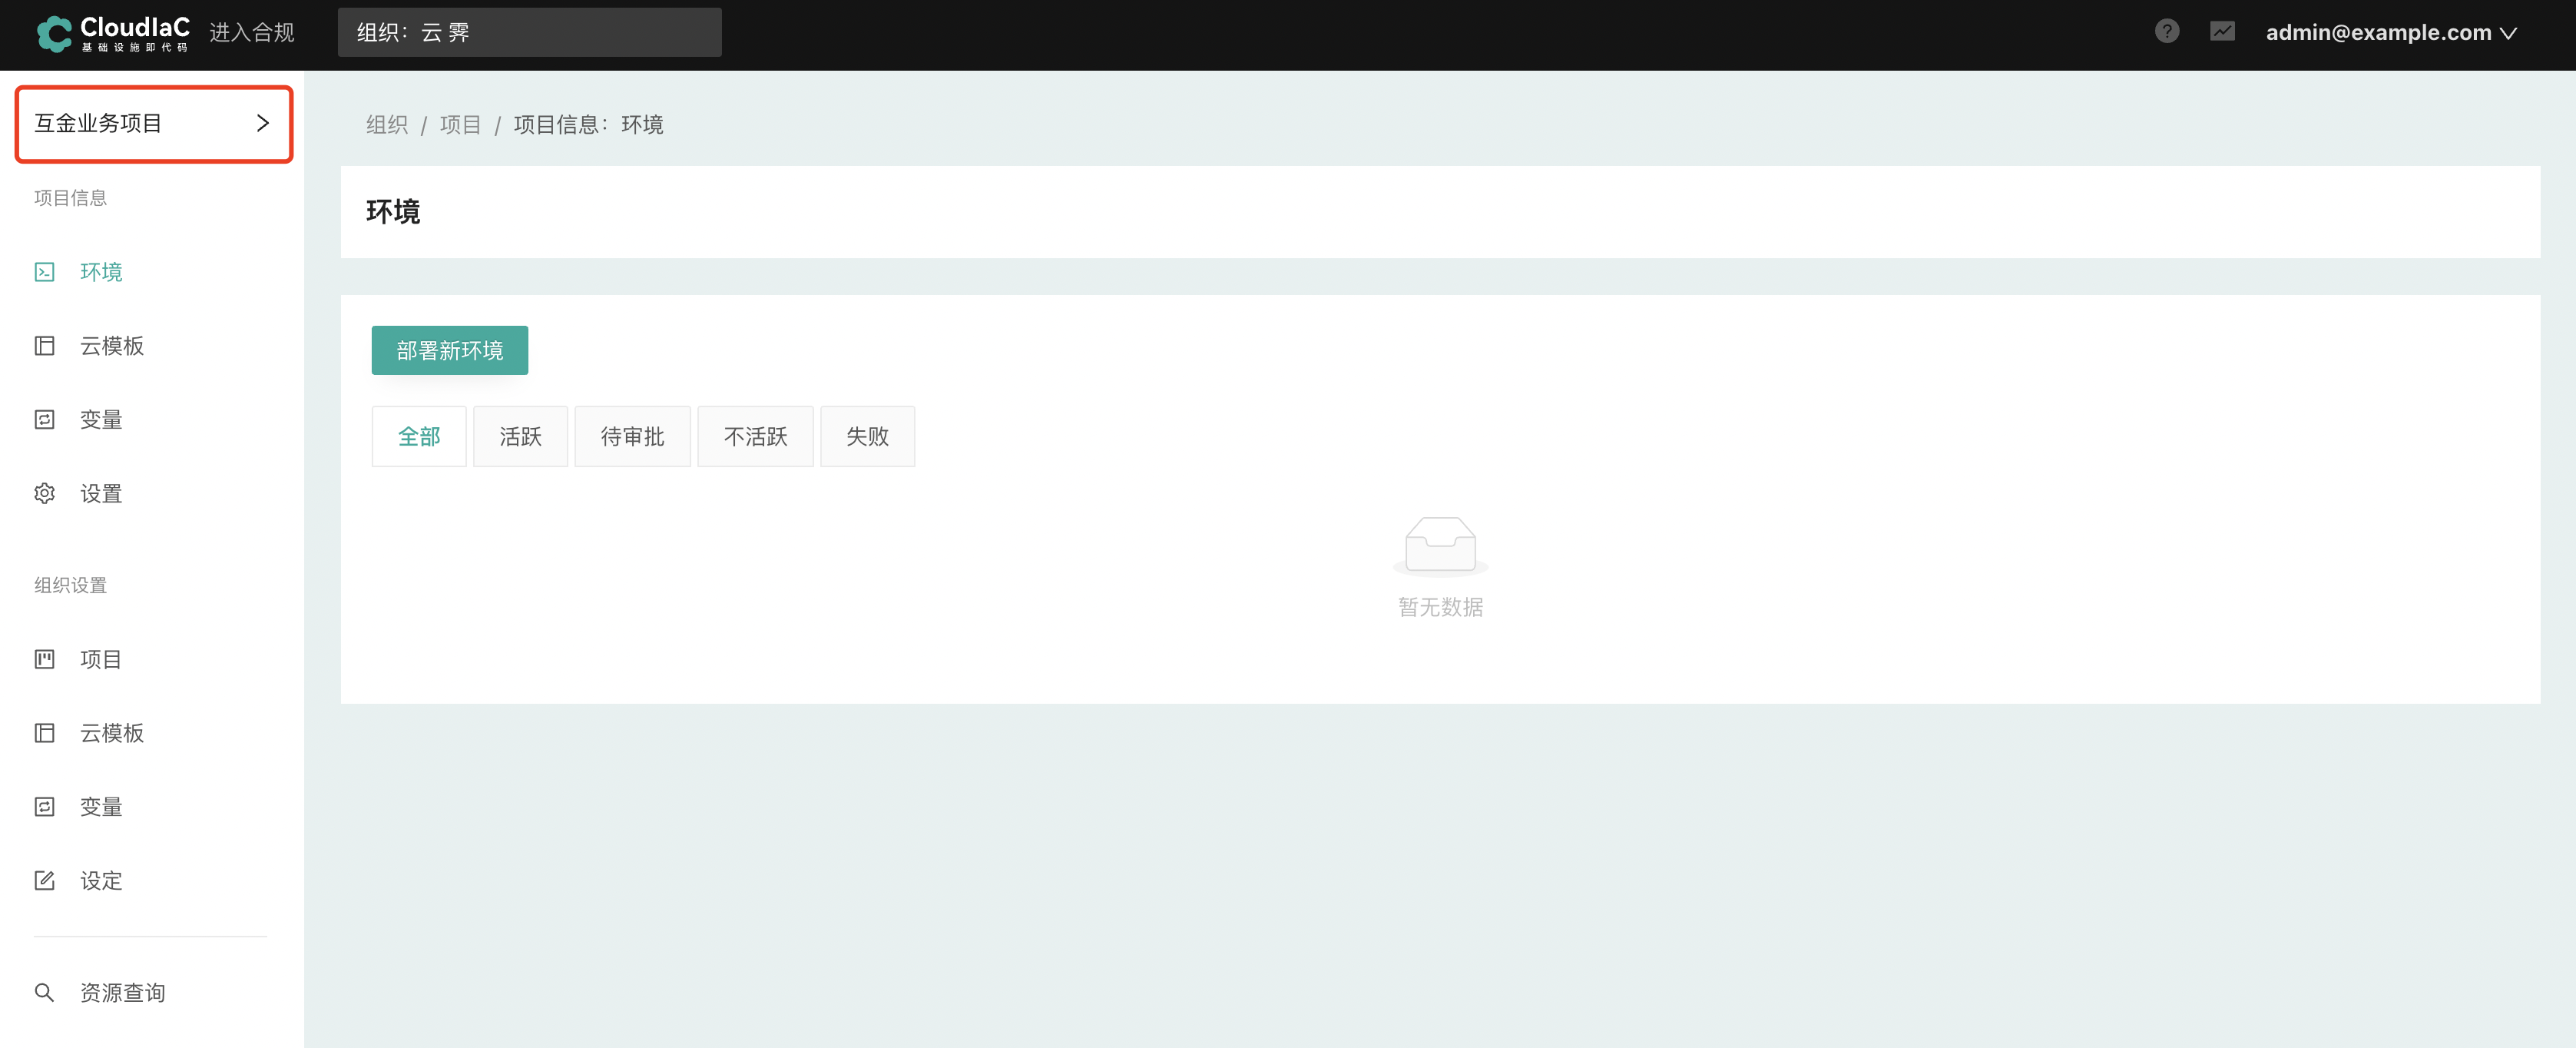 CloudIaC
基础设施即代码
进入合规
组织：云霁
admin@example.com
互金业务项目
项目信息
环境
云模板
变量
设置
组织设置
项目
云模板
变量
设定
资源查询
组织 / 项目 / 项目信息：环境
环境
部署新环境
全部 活跃 待审批 不活跃 失败
暂无数据